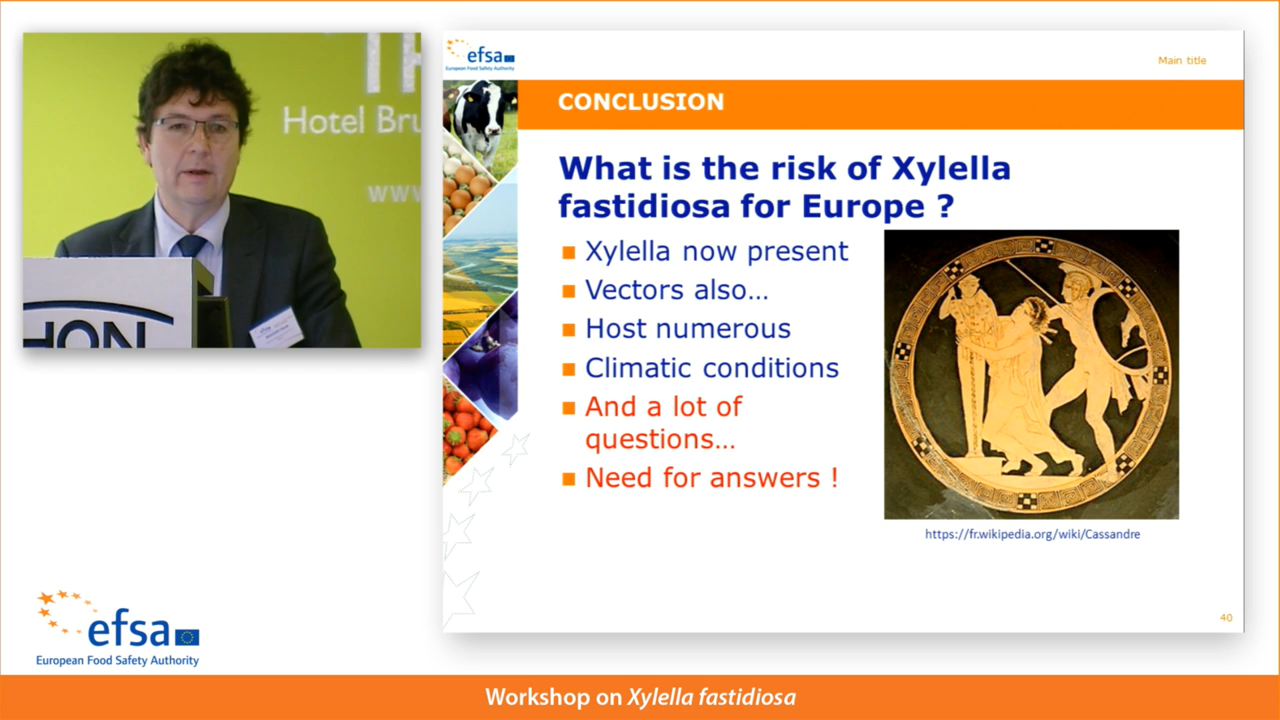 Hotel Bru
www
HON
efsa
efsa
European Food Safety Authority
Main title
CONCLUSION
What is the risk of Xylella
fastidiosa for Europe ?
Xylella now present
Vectors also...
Host numerous
Climatic conditions
And a lot of
questions...
Need for answers !
https://fr.wikipedia.org/wiki/Cassandre
40
efsa
European Food Safety Authority
Workshop on Xylella fastidiosa